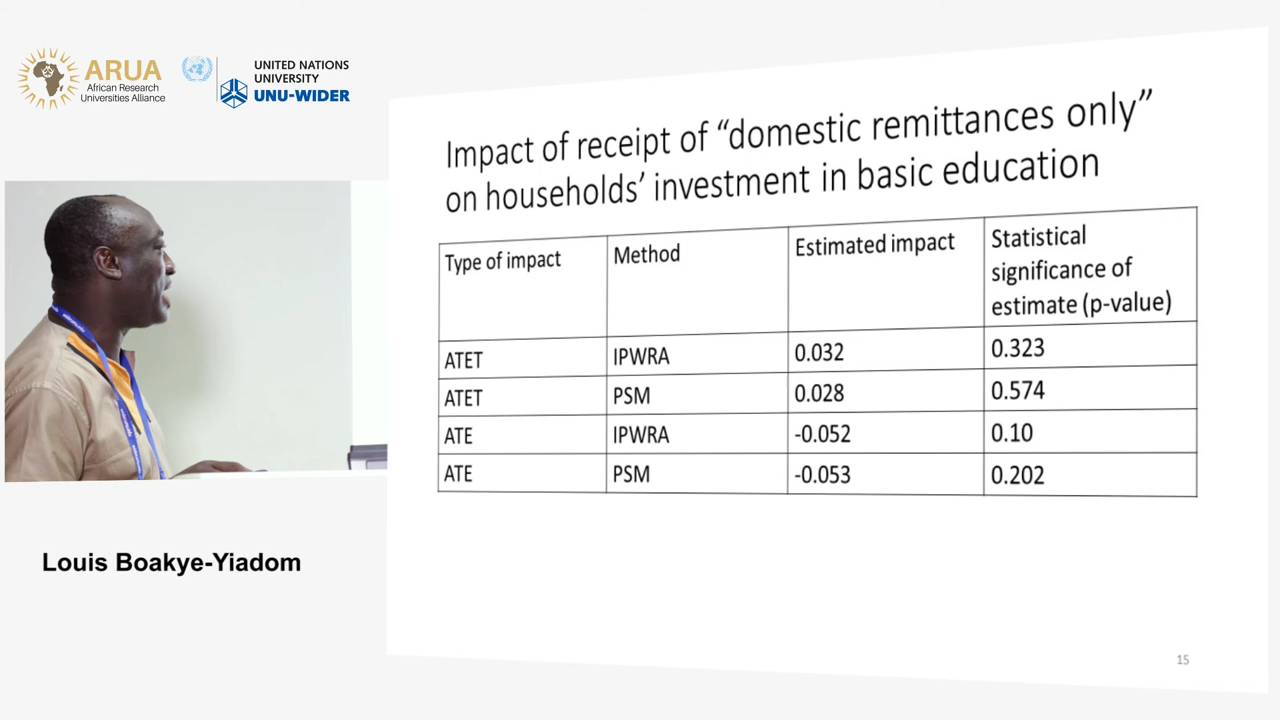 ARUA
African Research
Universities Alliance
UNITED NATIONS
UNIVERSITY
UNU-WIDER
Impact of receipt of “domestic remittances only”
on households’ investment in basic education
Type of impact Method Estimated impact Statistical
significance of
estimate (p-value)
ATET IPWRA 0.032 0.323
ATET PSM 0.028 0.574
ATE IPWRA -0.052 0.10
ATE PSM -0.053 0.202
Louis Boakye-Yiadom
15